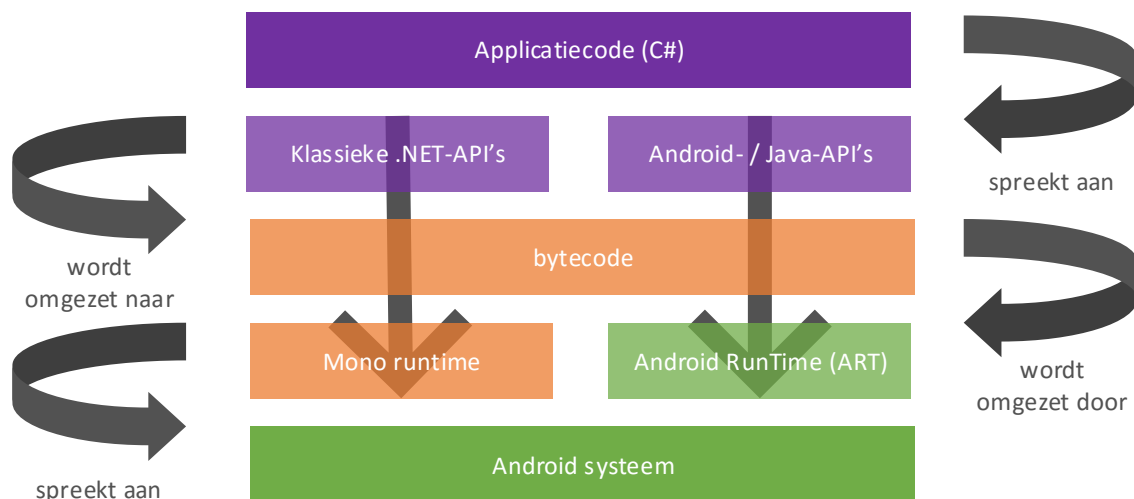 Applicatiecode (C#)
Klassieke .NET-API’s
Android- / Java-API’s
spreekt aan
bytecode
wordt
omgezet naar
Mono runtime
Android RunTime (ART)
wordt
omgezet door
Android systeem
spreekt aan